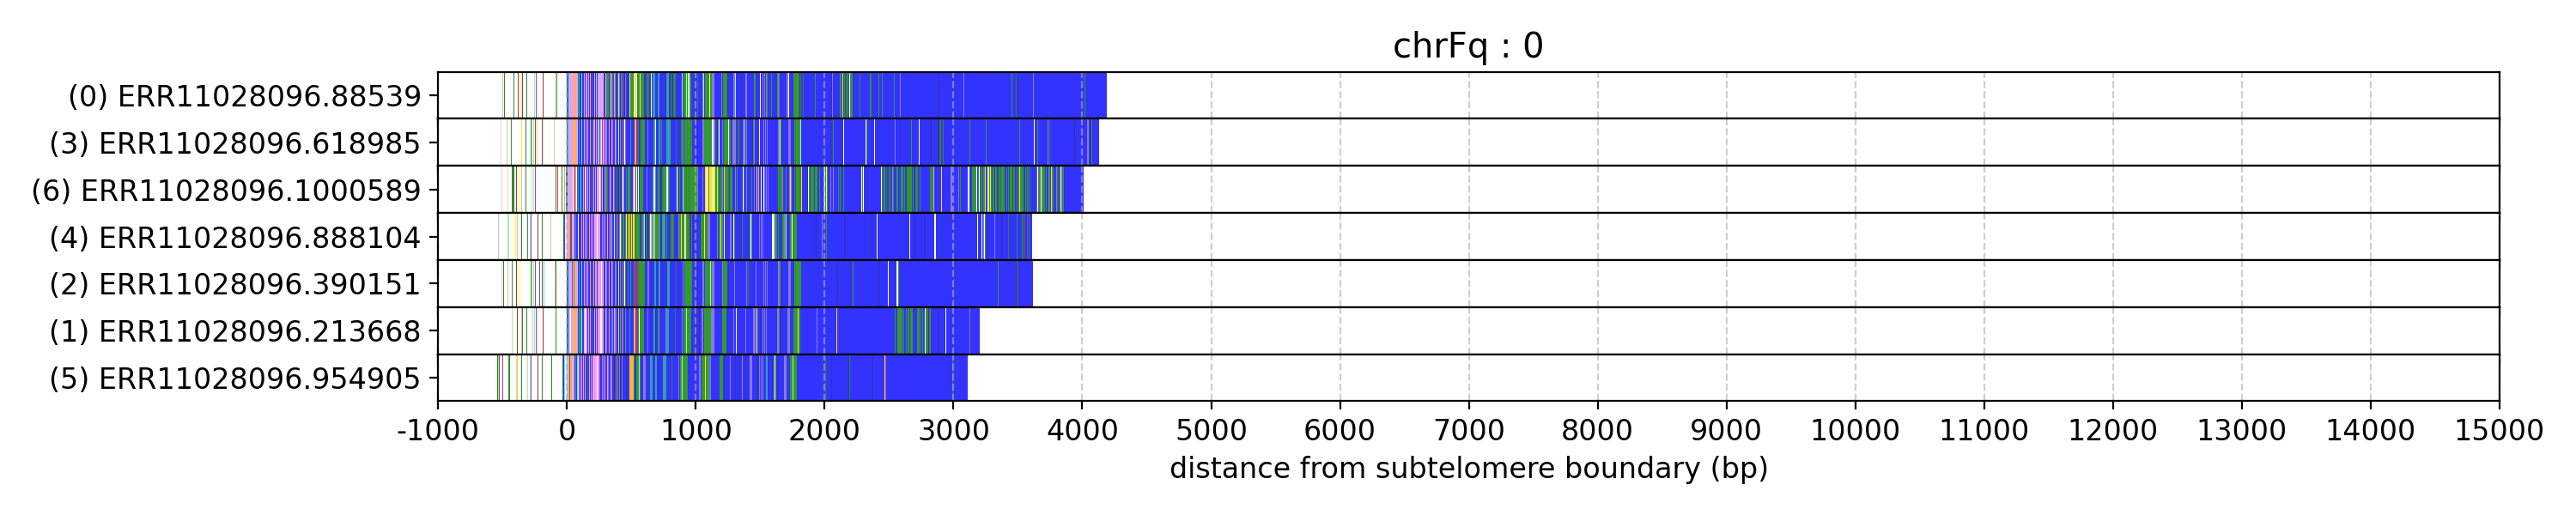 chrFq : 0
(0) ERR11028096.88539
(3) ERR11028096.618985
(6) ERR11028096.1000589
(4) ERR11028096.888104
(2) ERR11028096.390151
(1) ERR11028096.213668
(5) ERR11028096.954905
-1000 0 1000 2000 3000 4000 5000 6000 7000 8000 9000 10000 11000 12000 13000 14000 15000
distance from subtelomere boundary (bp)